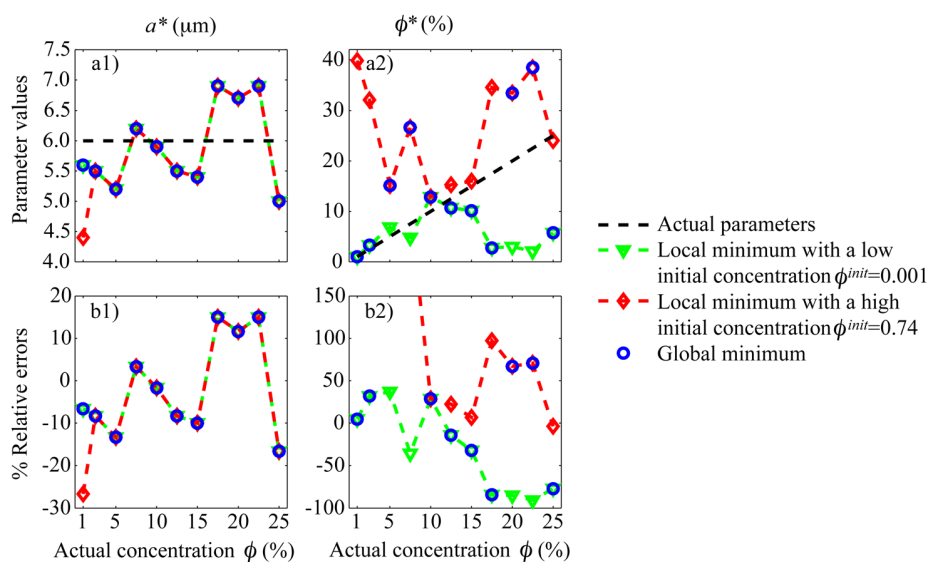 a* (μm)
ϕ* (%)
Parameter values
7.5
7.0
6.5
6.0
5.5
5.0
4.5
4.0
a1)
40
30
20
10
0
a2)
Actual parameters
Local minimum with a low
initial concentration ϕinit=0.001
Local minimum with a high
initial concentration ϕinit=0.74
Global minimum
% Relative errors
20
10
0
-10
-20
-30
b1)
150
100
50
0
-50
-100
b2)
1 5 10 15 20 25
1 5 10 15 20 25
Actual concentration ϕ (%)
Actual concentration ϕ (%)